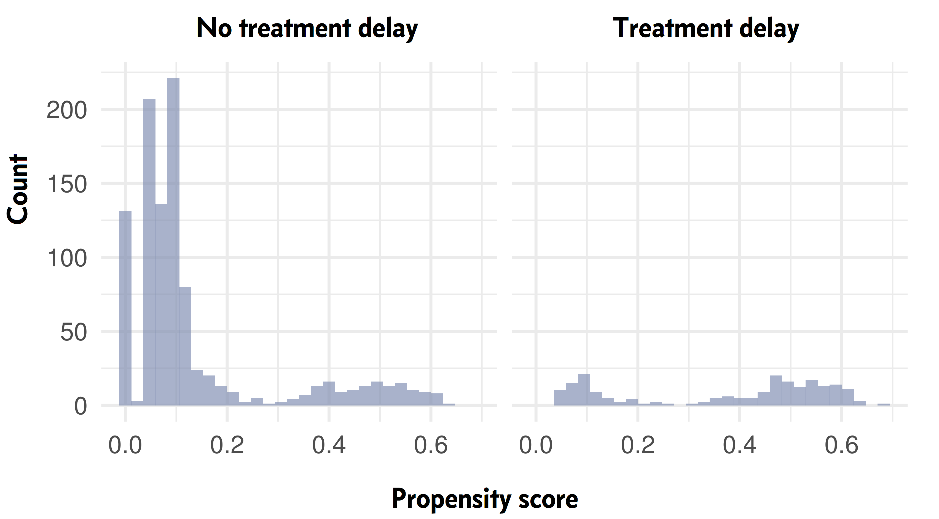 No treatment delay
Treatment delay
Count
200
150
100
50
0
0.0 0.2 0.4 0.6
0.0 0.2 0.4 0.6
Propensity score